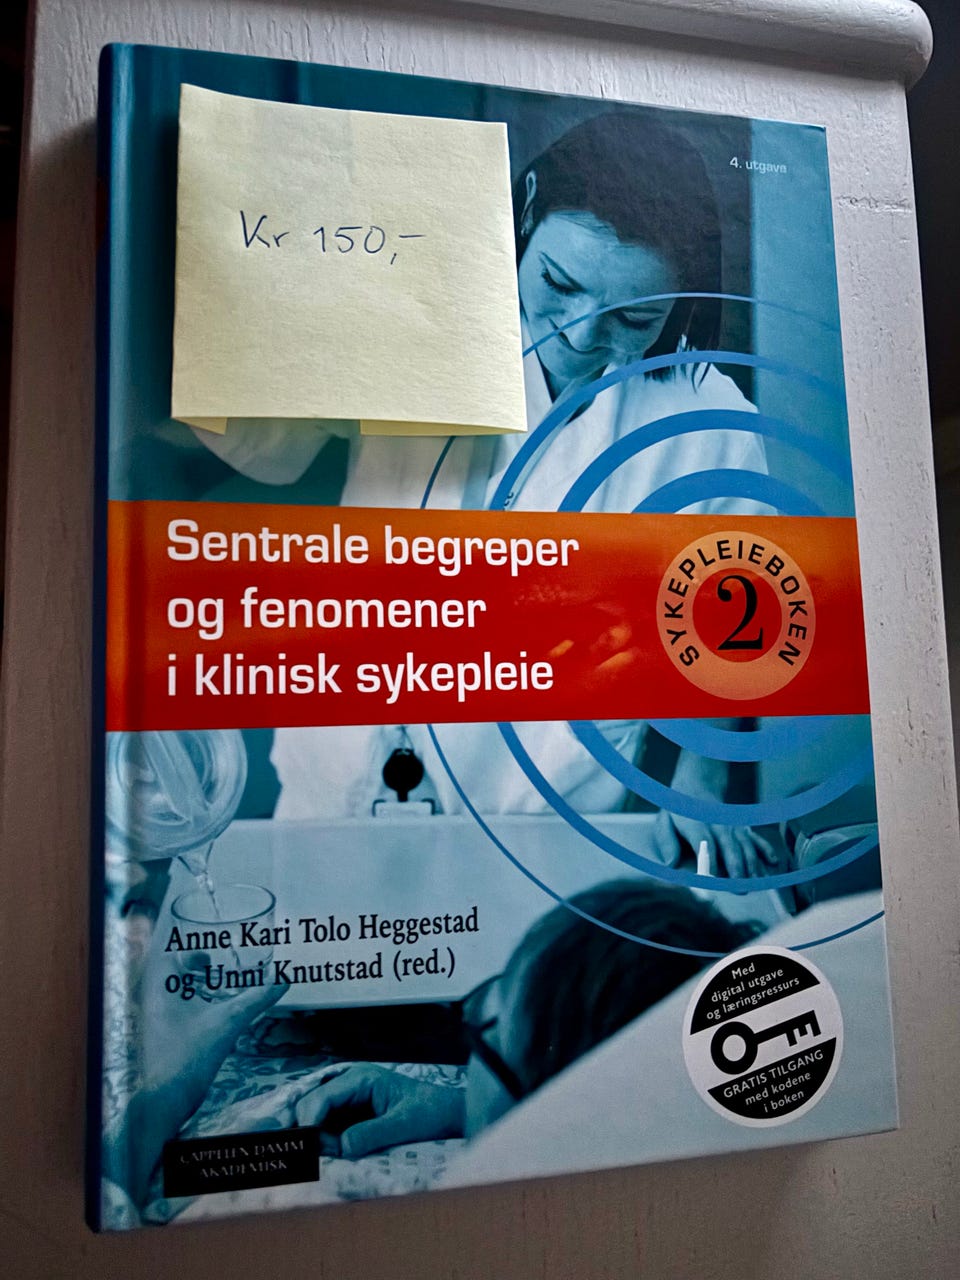 4. utgave
Kr 150,-
Sentrale begreper
og fenomener
i klinisk sykepleie
SYKEPLEIEBOKEN
2
Anne Kari Tolo Heggestad
og Unni Knutstad (red.)
Med
digital utgave
og læringsressurs
GRATIS TILGANG
med kodene
i boken
CAPPELEN DAMM
AKADEMISK